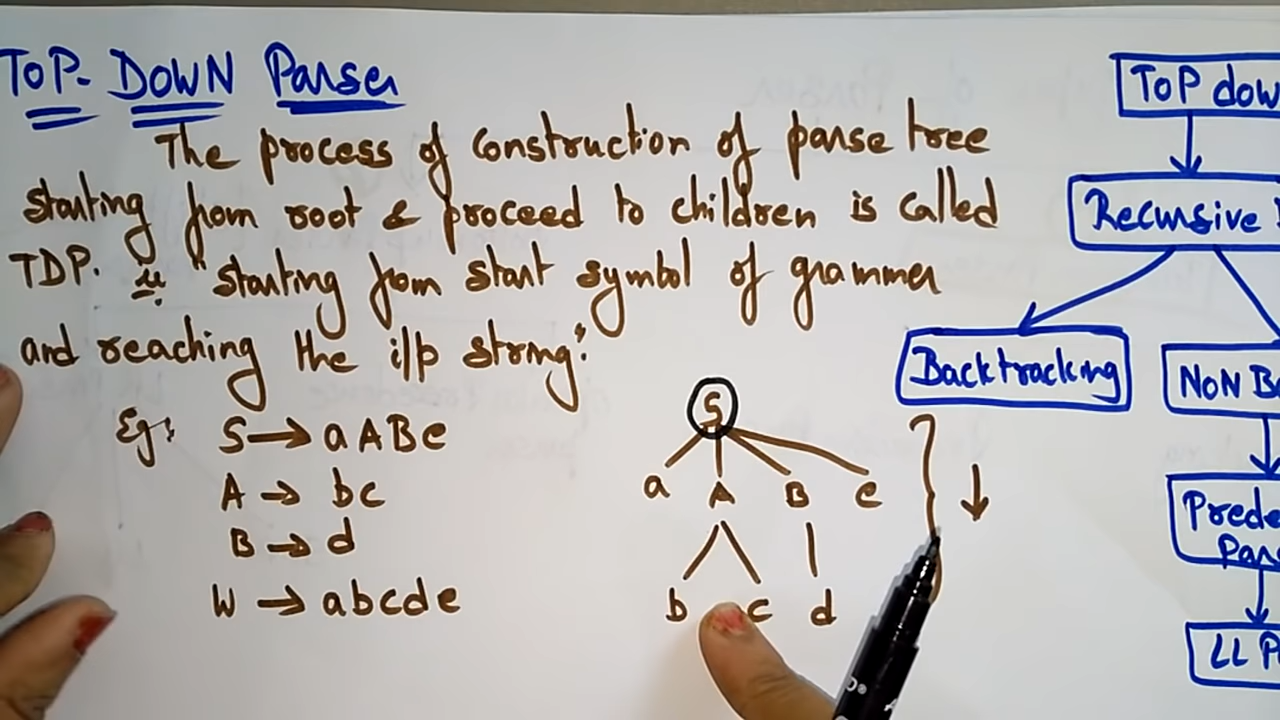 TOP-DOWN Parser
The process of construction of parse tree
starting from root & proceed to children is called
TDP. "starting from start symbol of grammer
and reaching the i/p string."
Eg: S → aABe
A → bc
B → d
W → abcde
S
a A B e
b c d
↓
TOP dow
Recursive
Backtracking
NON Ba
Prede
Pars
LL P